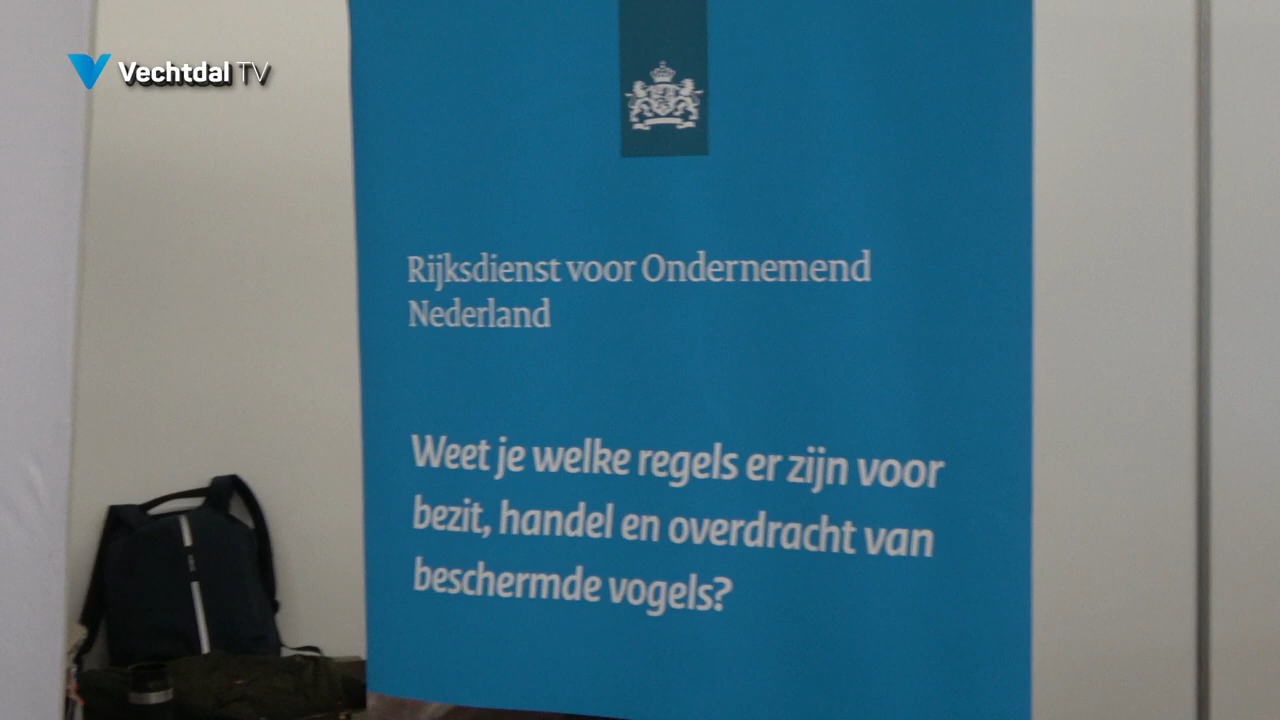 Vechtdal TV
Rijksdienst voor Ondernemend
Nederland
Weet je welke regels er zijn voor
bezit, handel en overdracht van
beschermde vogels?